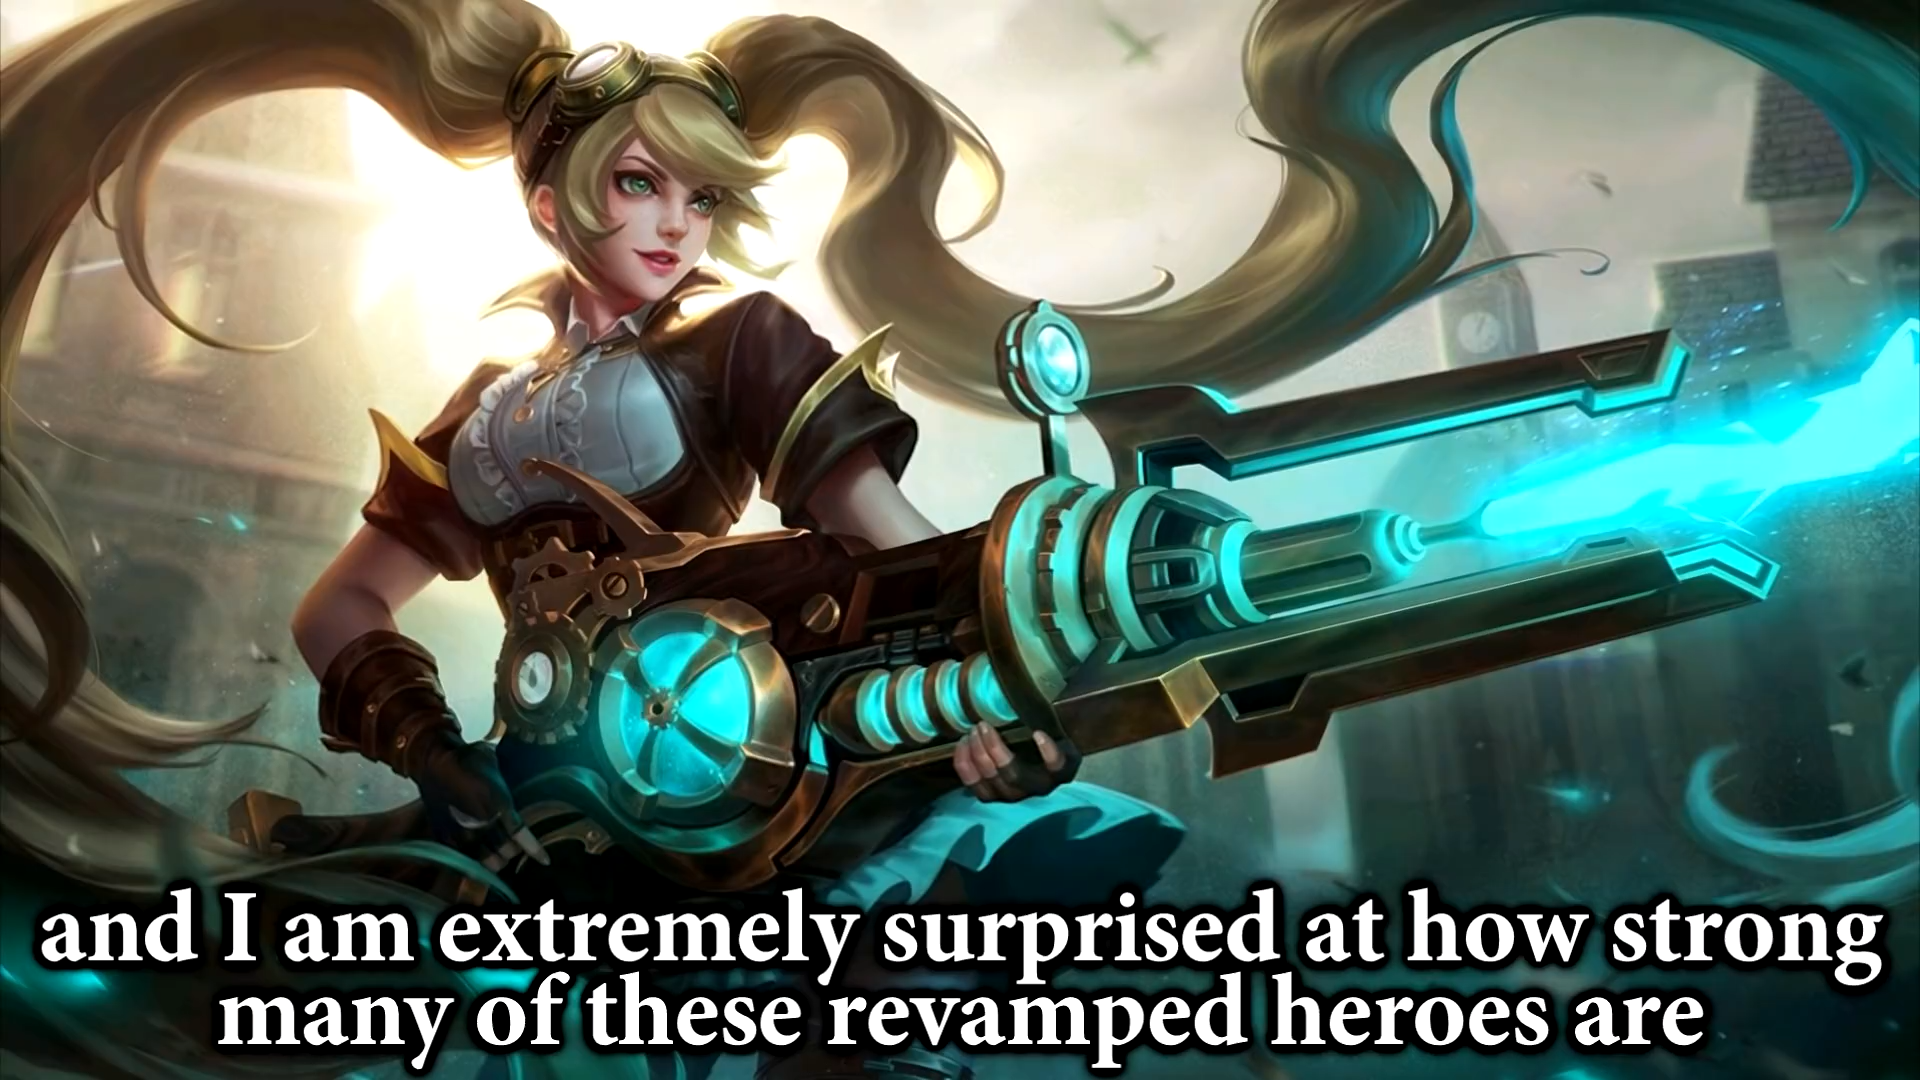 and I am extremely surprised at how strong
many of these revamped heroes are